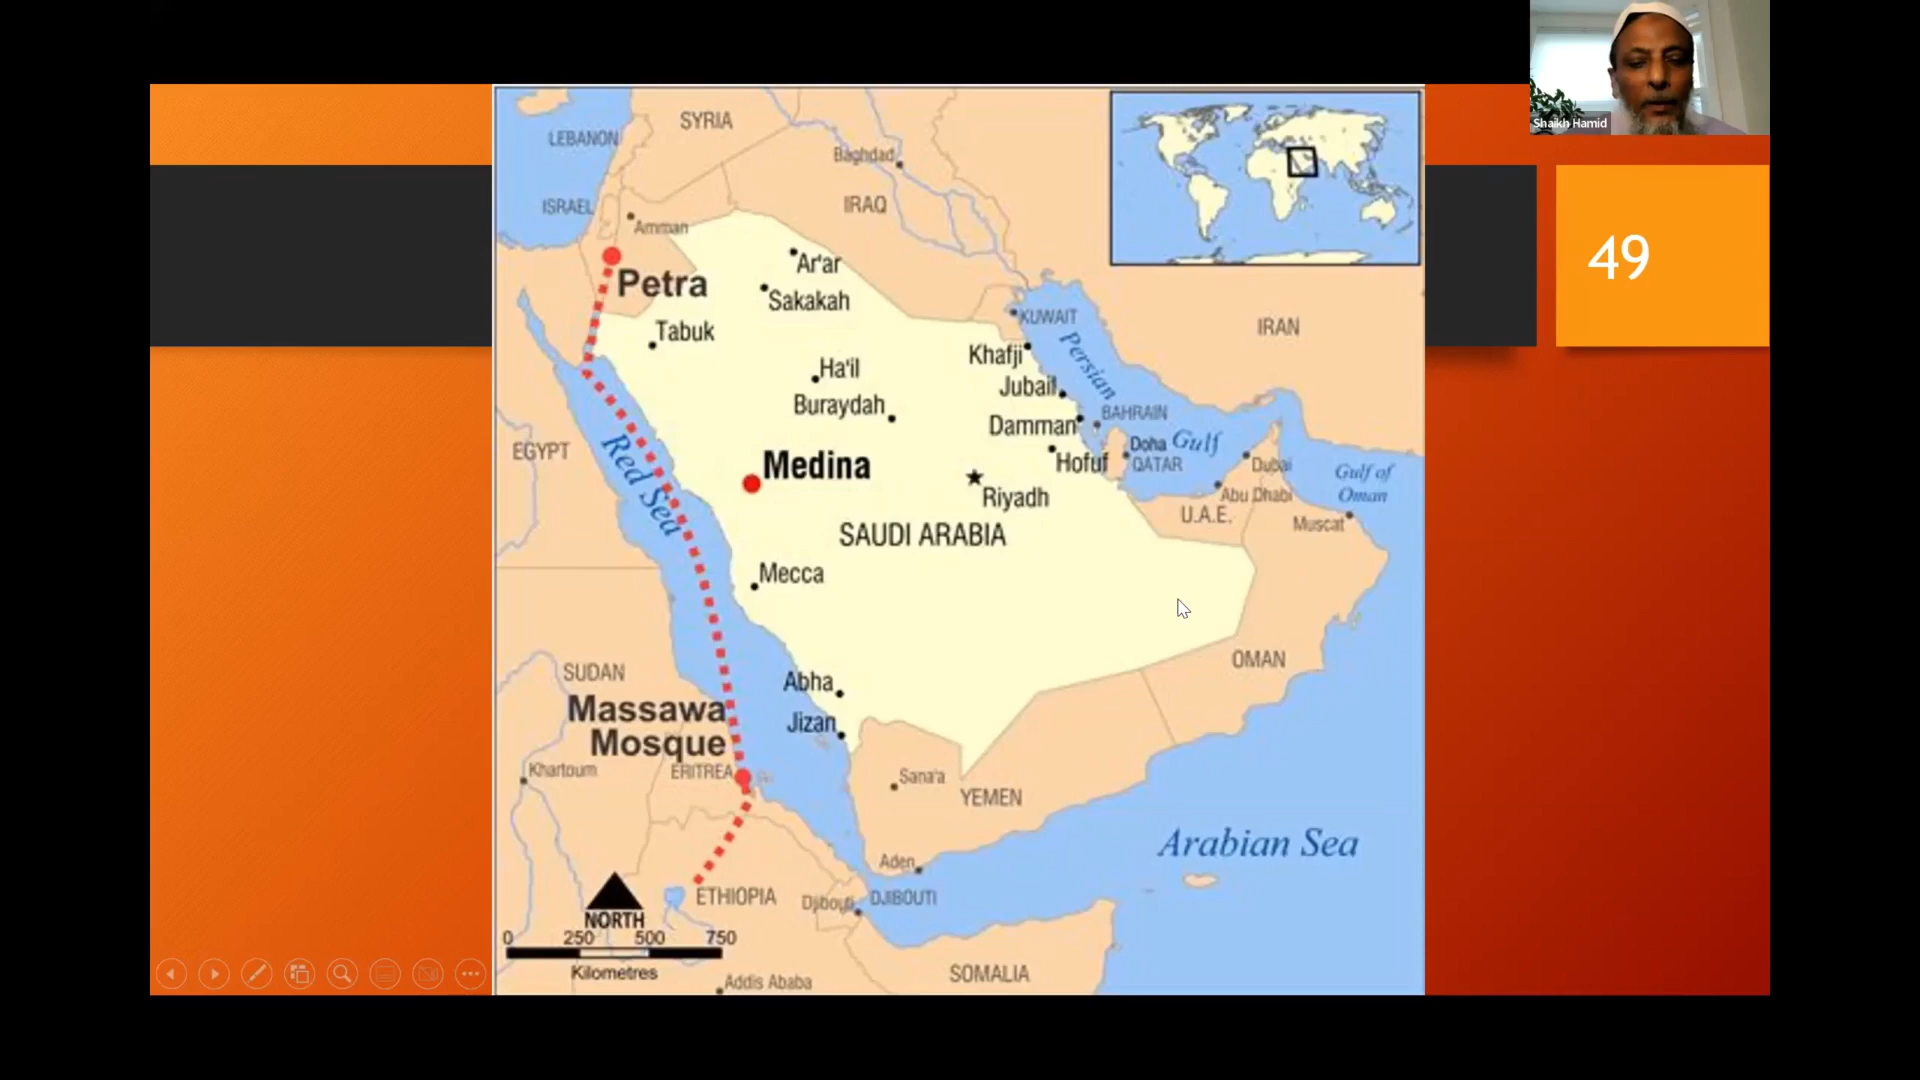 Shaikh Hamid
49
SYRIA
LEBANON
Baghdad
ISRAEL
IRAQ
Amman
Petra
Ar'ar
Sakakah
Tabuk
KUWAIT
IRAN
Khafji
Persian
Ha'il
Jubail
Buraydah
BAHRAIN
Damman
Doha
Gulf
EGYPT
Red Sea
Medina
Hofuf
QATAR
Dubai
Gulf of
Oman
Riyadh
Abu Dhabi
U.A.E.
Muscat
SAUDI ARABIA
Mecca
OMAN
SUDAN
Abha
Massawa
Mosque
Jizan
Khartoum
ERITREA
Sana'a
YEMEN
Arabian Sea
Aden
ETHIOPIA
Djibouti
DJIBOUTI
NORTH
0 250 500 750
Kilometres
Addis Ababa
SOMALIA